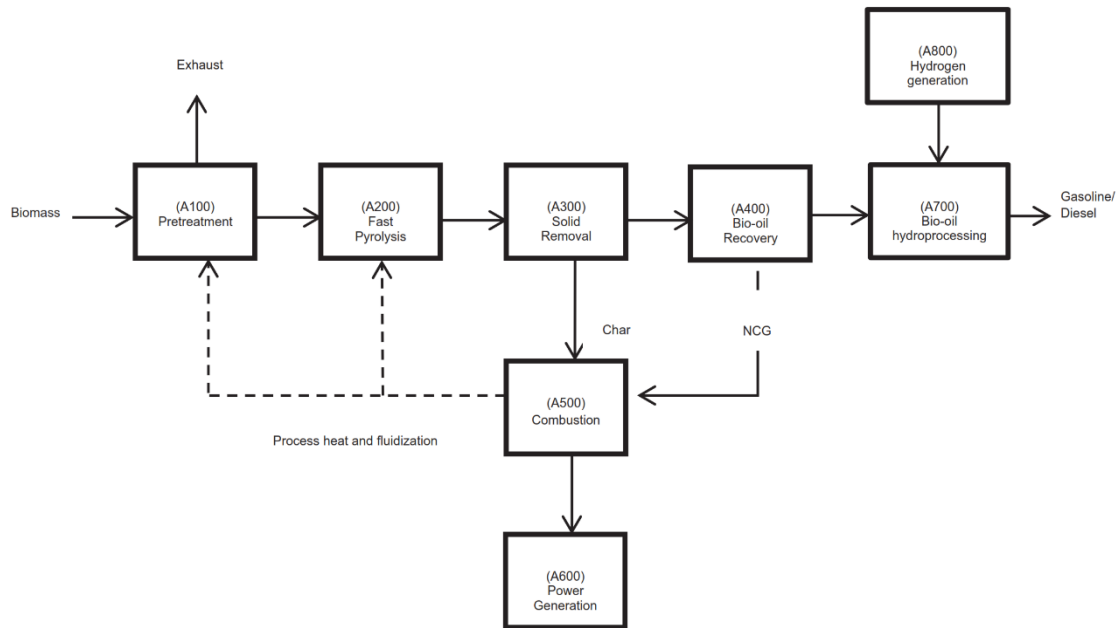 (A800)
Hydrogen
generation
Exhaust
Biomass
(A100)
Pretreatment
(A200)
Fast
Pyrolysis
(A300)
Solid
Removal
(A400)
Bio-oil
Recovery
(A700)
Bio-oil
hydroprocessing
Gasoline/
Diesel
Char
NCG
(A500)
Combustion
Process heat and fluidization
(A600)
Power
Generation